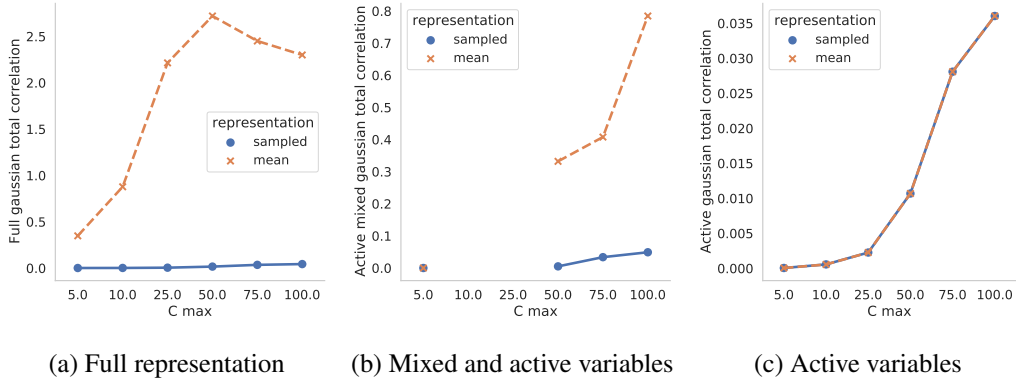 Full gaussian total correlation
2.5
2.0
1.5
1.0
0.5
0.0
representation
sampled
mean
5.0 10.0 25.0 50.0 75.0 100.0
C max
(a) Full representation
Active mixed gaussian total correlation
0.8
0.7
0.6
0.5
0.4
0.3
0.2
0.1
0.0
representation
sampled
mean
5.0 10.0 25.0 50.0 75.0 100.0
C max
(b) Mixed and active variables
Active gaussian total correlation
0.035
0.030
0.025
0.020
0.015
0.010
0.005
0.000
representation
sampled
mean
5.0 10.0 25.0 50.0 75.0 100.0
C max
(c) Active variables